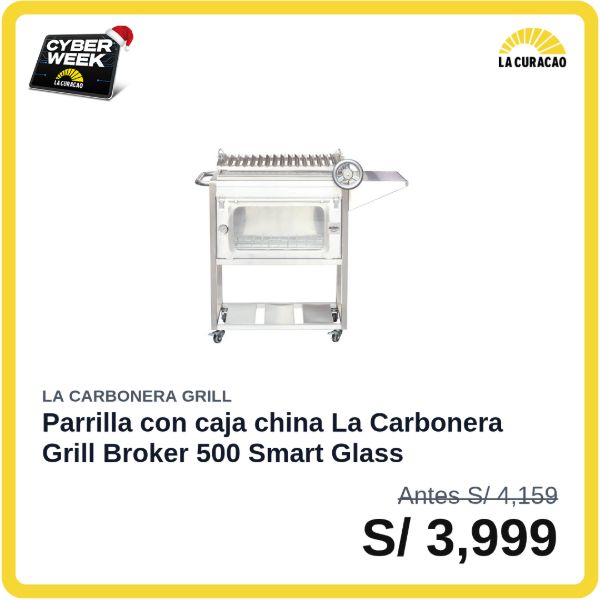 CYBER
WEEK
LA CURACAO
LA CURACAO
LA CARBONERA GRILL
Parrilla con caja china La Carbonera
Grill Broker 500 Smart Glass
Antes S/ 4,159
S/ 3,999